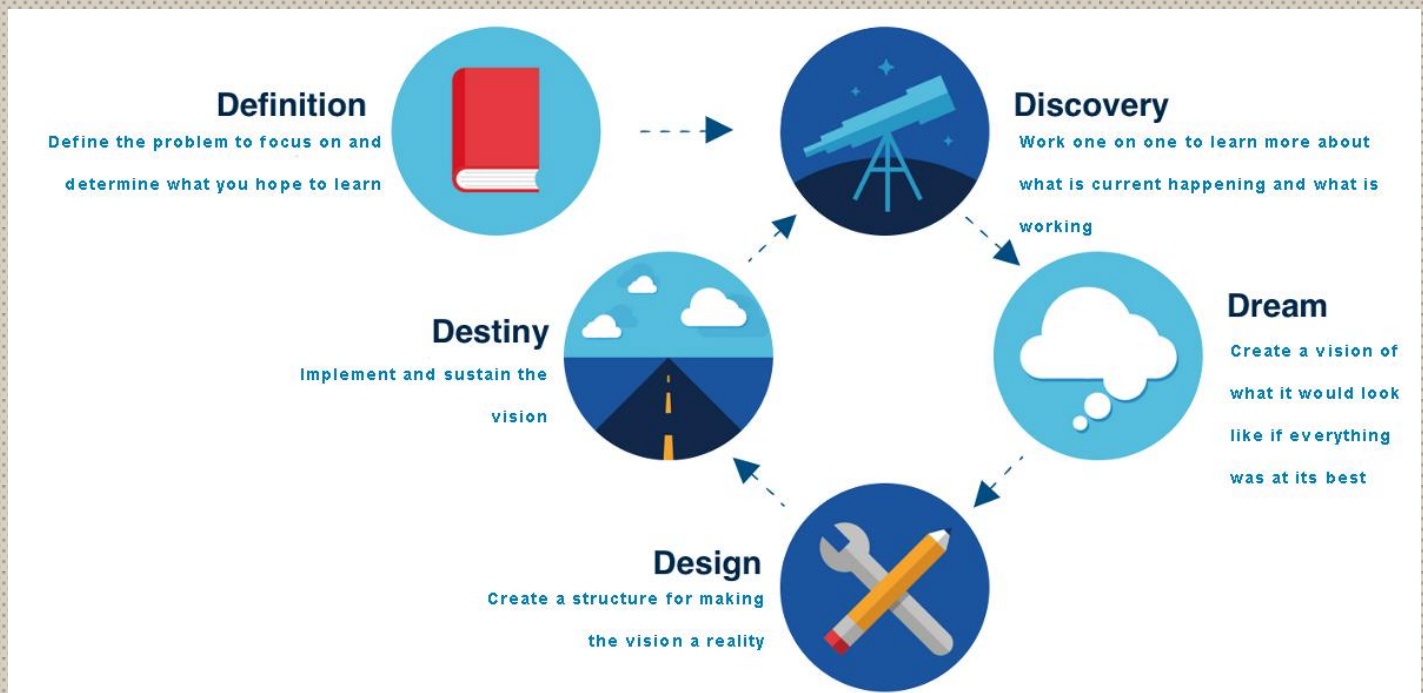 Definition
Define the problem to focus on and
determine what you hope to learn
Discovery
Work one on one to learn more about
what is current happening and what is
working
Dream
Create a vision of
what it would look
like if everything
was at its best
Design
Create a structure for making
the vision a reality
Destiny
Implement and sustain the
vision